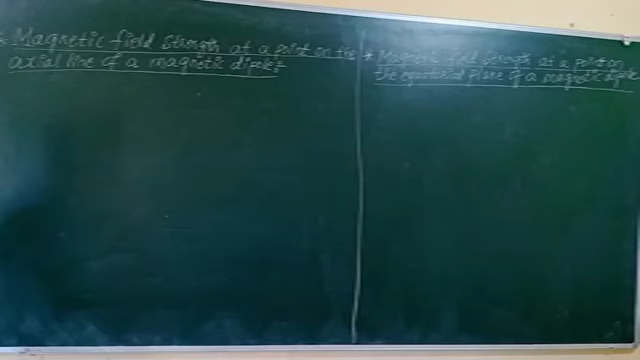 * Magnetic field strength at a point on the
axial line of a magnetic dipole:
* Magnetic field strength at a point on
the equatorial plane of a magnetic dipole